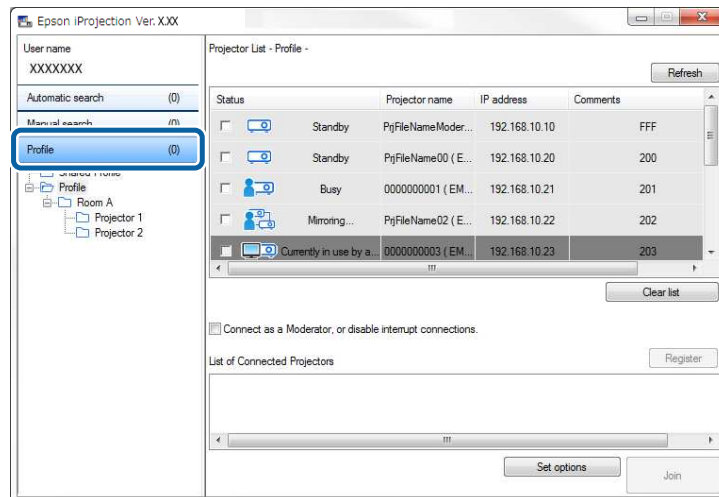 Epson iProjection Ver. X.XX
User name
XXXXXXX
Automatic search (0)
Manual search (0)
Profile (0)
Shared Profile
Profile
Room A
Projector 1
Projector 2
Projector List - Profile -
Refresh
Status Projector name IP address Comments
Standby PrjFileNameModer... 192.168.10.10 FFF
Standby PrjFileName00 ( E... 192.168.10.20 200
Busy 0000000001 ( EM... 192.168.10.21 201
Mirroring... PrjFileName02 ( E... 192.168.10.22 202
Currently in use by a... 0000000003 ( EM... 192.168.10.23 203
Clear list
Connect as a Moderator, or disable interrupt connections.
List of Connected Projectors
Register
Set options
Join